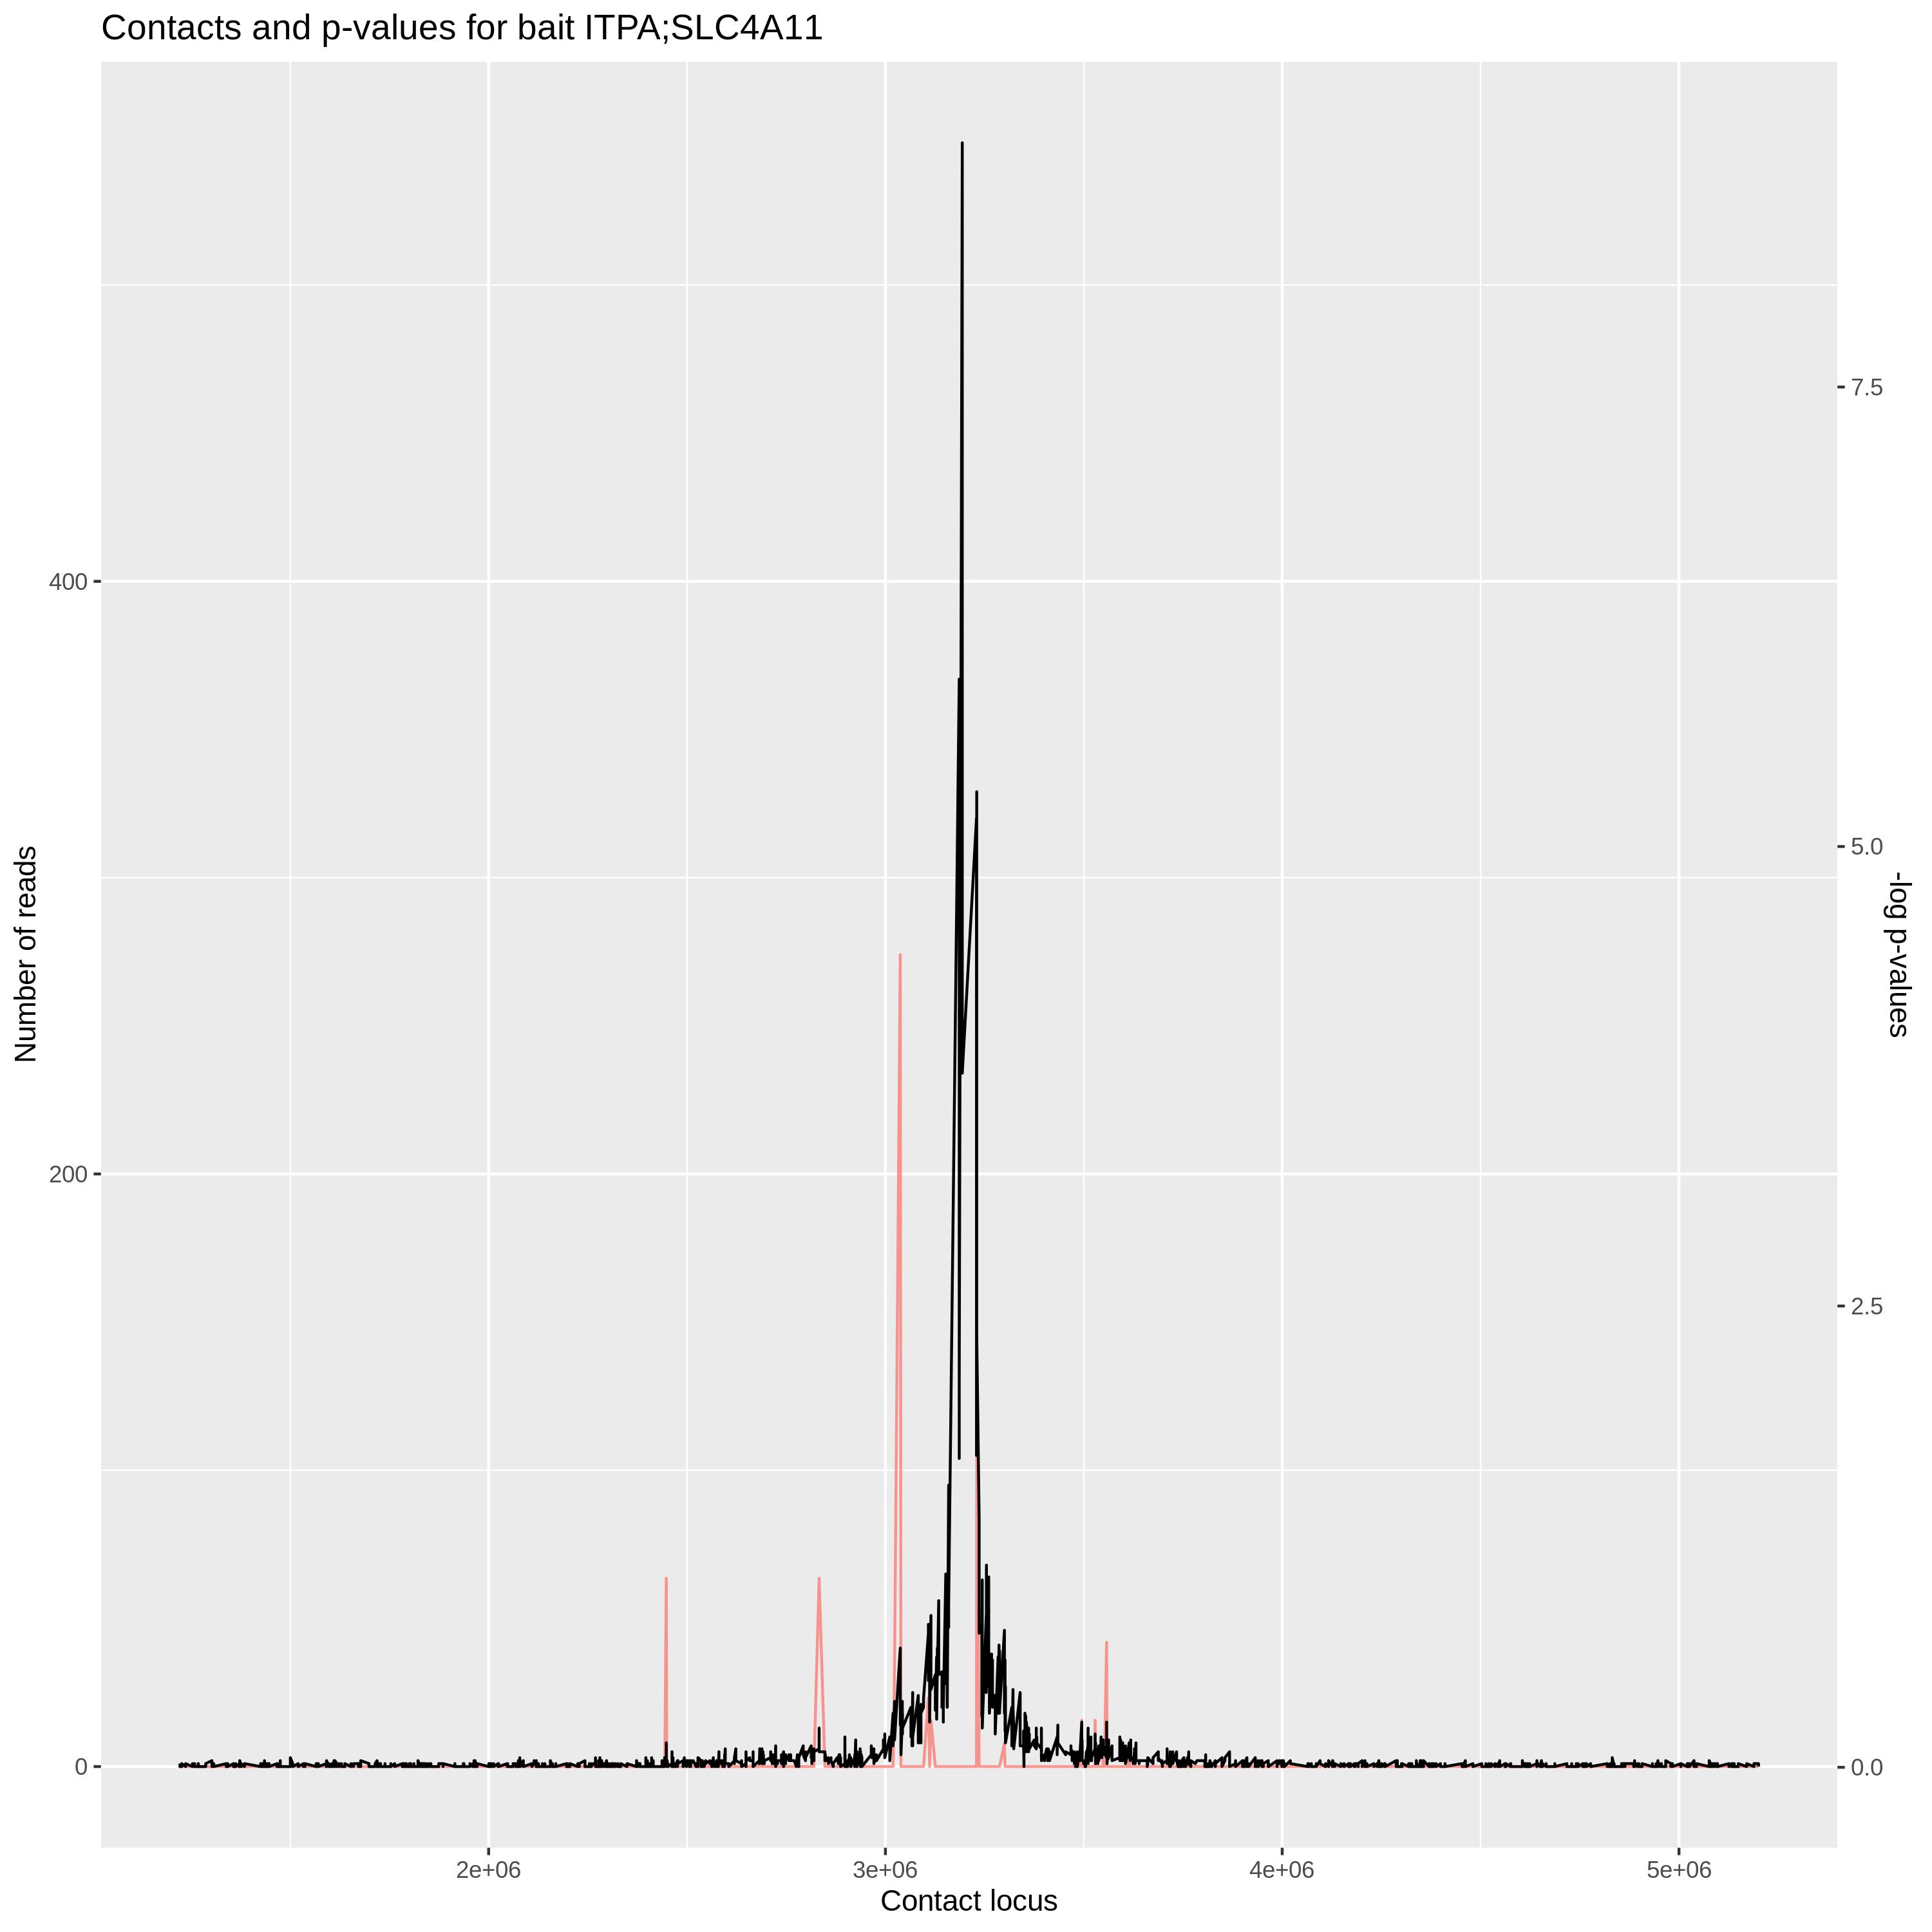 Contacts and p-values for bait ITPA;SLC4A11
Number of reads
400
200
0
7.5
5.0
2.5
0.0
-log p-values
2e+06
3e+06
4e+06
5e+06
Contact locus